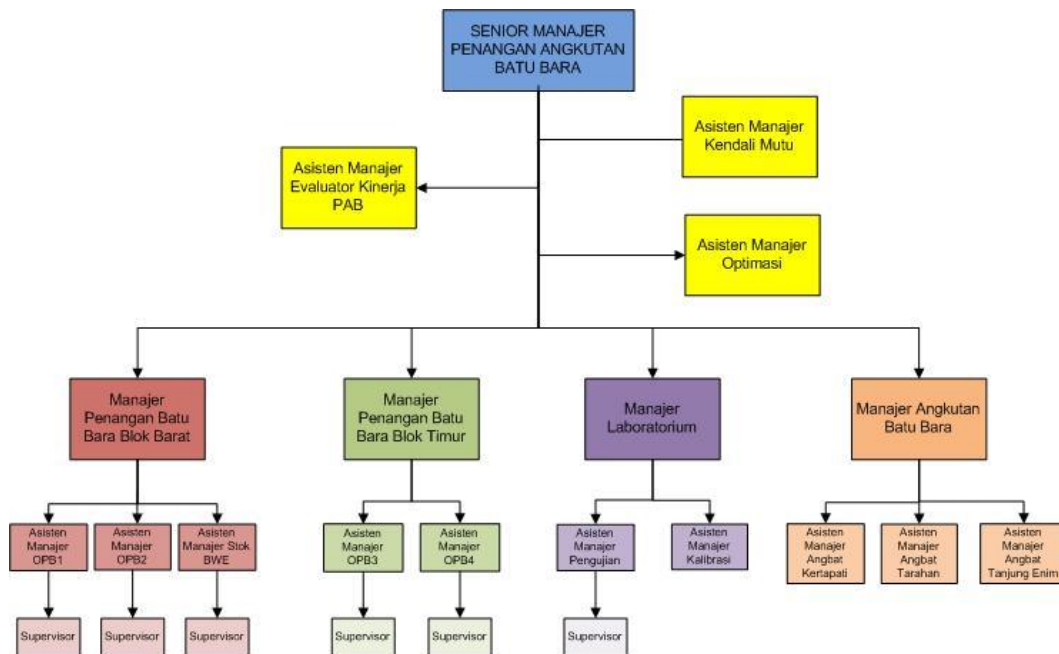 SENIOR MANAJER
PENANGAN ANGKUTAN
BATU BARA
Asisten Manajer
Kendali Mutu
Asisten Manajer
Evaluator Kinerja
PAB
Asisten Manajer
Optimasi
Manajer
Penangan Batu
Bara Blok Barat
Manajer
Penangan Batu
Bara Blok Timur
Manajer
Laboratorium
Manajer Angkutan
Batu Bara
Asisten
Manajer
OPB1
Asisten
Manajer
OPB2
Asisten
Manajer Stok
BWE
Asisten
Manajer
OPB3
Asisten
Manajer
OPB4
Asisten
Manajer
Pengujian
Asisten
Manajer
Kalibrasi
Asisten
Manajer
Angbat
Kertapati
Asisten
Manajer
Angbat
Tarahan
Asisten
Manajer
Angbat
Tanjung Enim
Supervisor
Supervisor
Supervisor
Supervisor
Supervisor
Supervisor